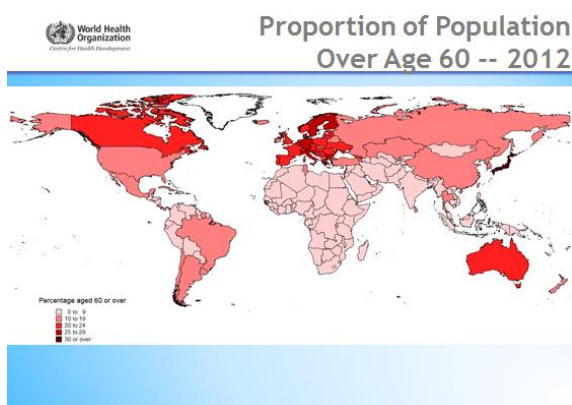 World Health
Organization
Centre for Health Development
Proportion of Population
Over Age 60 -- 2012
Percentage aged 60 or over
0 to 9
10 to 19
20 to 24
25 to 29
30 or over